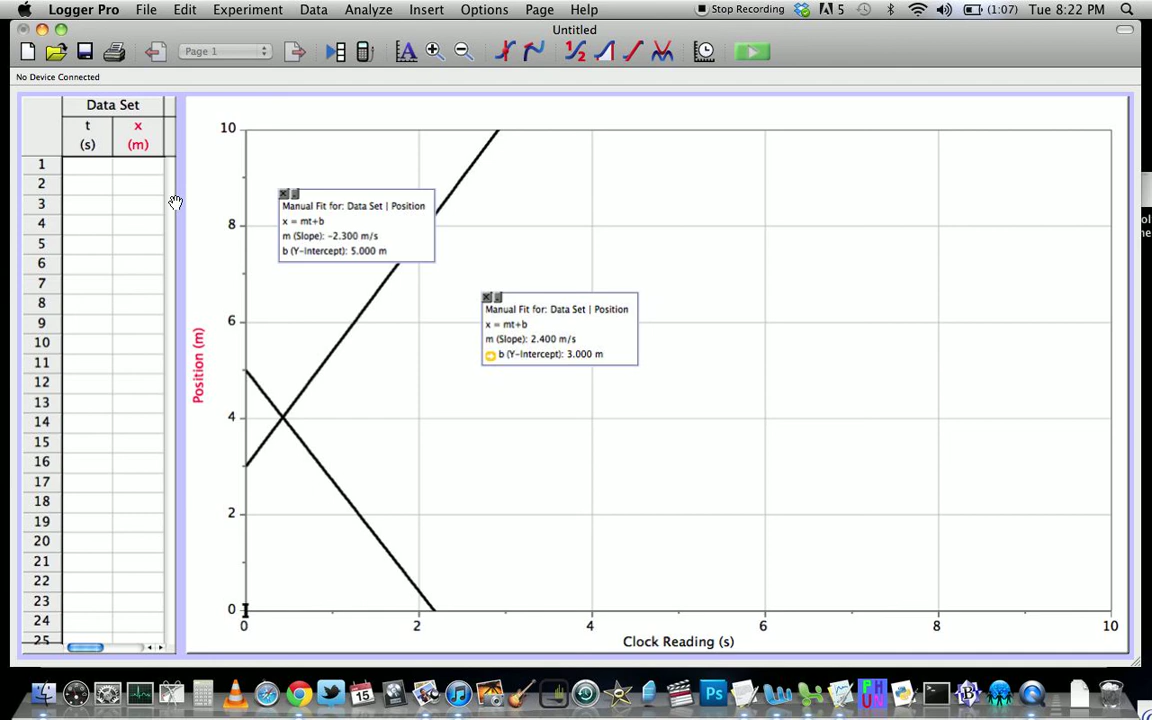 Logger Pro File Edit Experiment Data Analyze Insert Options Page Help Stop Recording 5 (1:07) Tue 8:22 PM
Untitled
Page 1
No Device Connected
Data Set
t x
(s) (m)
1
2
3
4
5
6
7
8
9
10
11
12
13
14
15
16
17
18
19
20
21
22
23
24
25
Position (m)
10
8
6
4
2
0
Manual Fit for: Data Set | Position
x = mt+b
m (Slope): -2.300 m/s
b (Y-Intercept): 5.000 m
Manual Fit for: Data Set | Position
x = mt+b
m (Slope): 2.400 m/s
b (Y-Intercept): 3.000 m
0 2 4 6 8 10
Clock Reading (s)